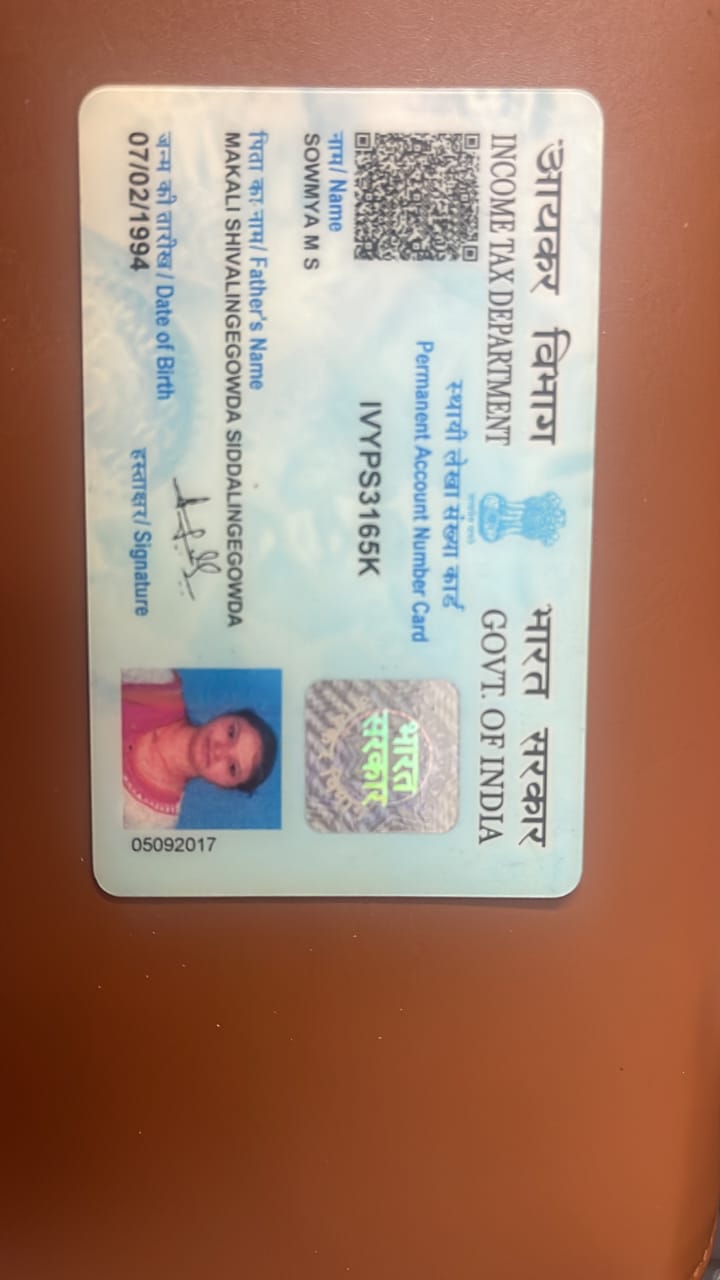 आयकर विभाग
INCOME TAX DEPARTMENT
भारत सरकार
GOVT. OF INDIA
स्थायी लेखा संख्या कार्ड
Permanent Account Number Card
IVYPS3165K
नाम/ Name
SOWMYA M S
पिता का नाम/ Father's Name
MAKALI SHIVALINGEGOWDA SIDDALINGEGOWDA
जन्म की तारीख/ Date of Birth
07/02/1994
हस्ताक्षर/ Signature
भारत
सरकार
05092017